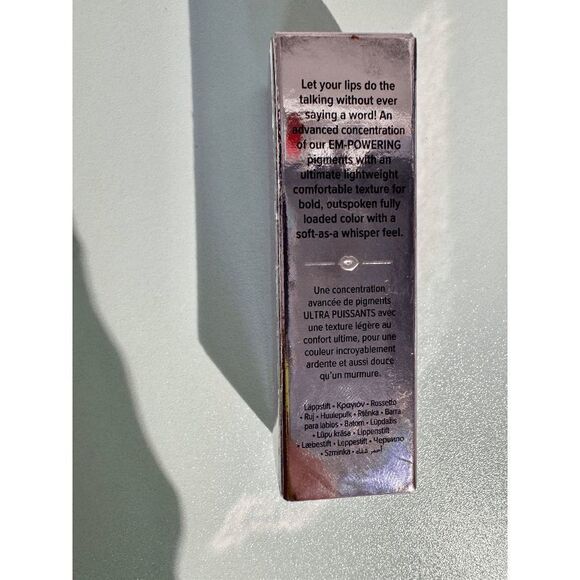 Let your lips do the
talking without ever
saying a word! An
advanced concentration
of our EM-POWERING
pigments with an
ultimate lightweight
comfortable texture for
bold, outspoken fully
loaded color with a
soft-as-a whisper feel.
Une concentration
avancée de pigments
ULTRA PUISSANTS avec
une texture légère au
confort ultime, pour une
couleur incroyablement
ardente et aussi douce
qu'un murmure.
Läppstift • Κραγιόν • Rossetto
• Ruj • Huulepulk • Rtěnka • Barra
para labios • Batom • Lūpdažis
• Lūpų krāsa • Lippenstift
• Læbestift • Leppestift • Червило
• Szminka • أحمر شفاه •